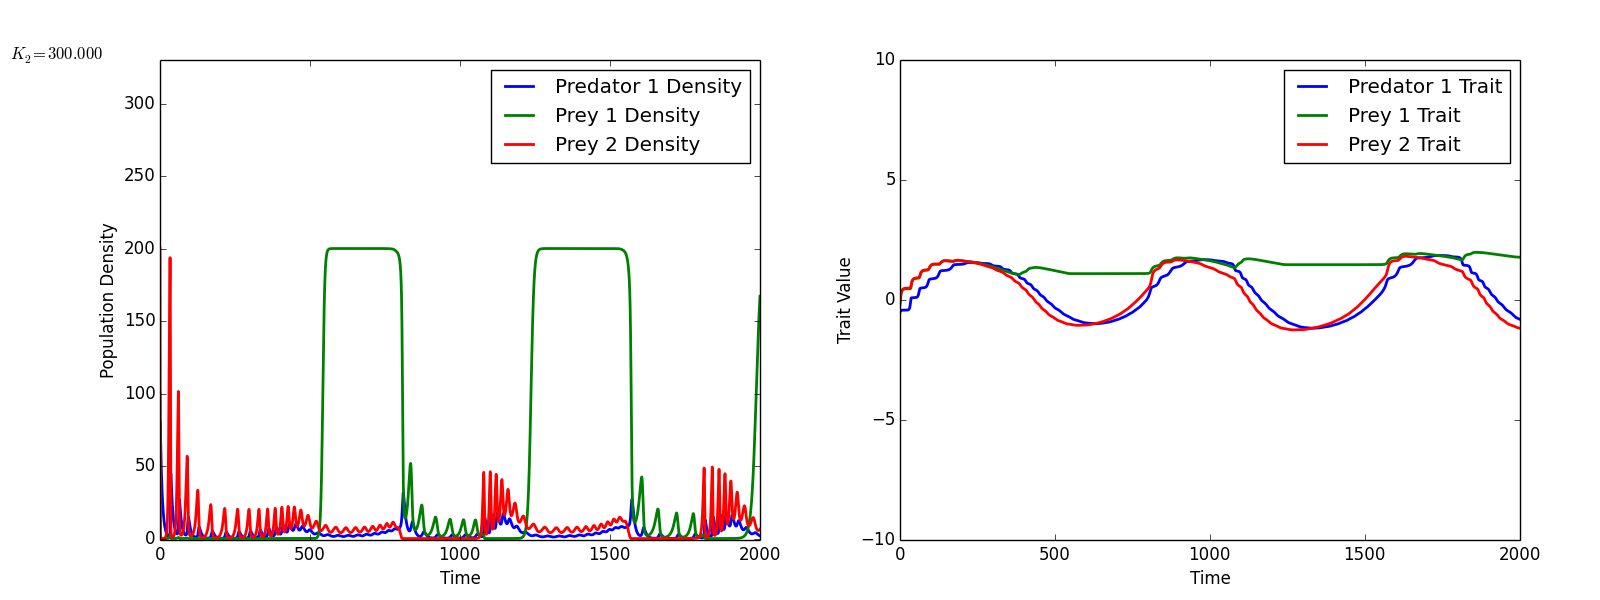 K₂=300.000
Population Density
300
250
200
150
100
50
0
0 500 1000 1500 2000
Time
Predator 1 Density
Prey 1 Density
Prey 2 Density
Trait Value
10
5
0
−5
−10
0 500 1000 1500 2000
Time
Predator 1 Trait
Prey 1 Trait
Prey 2 Trait